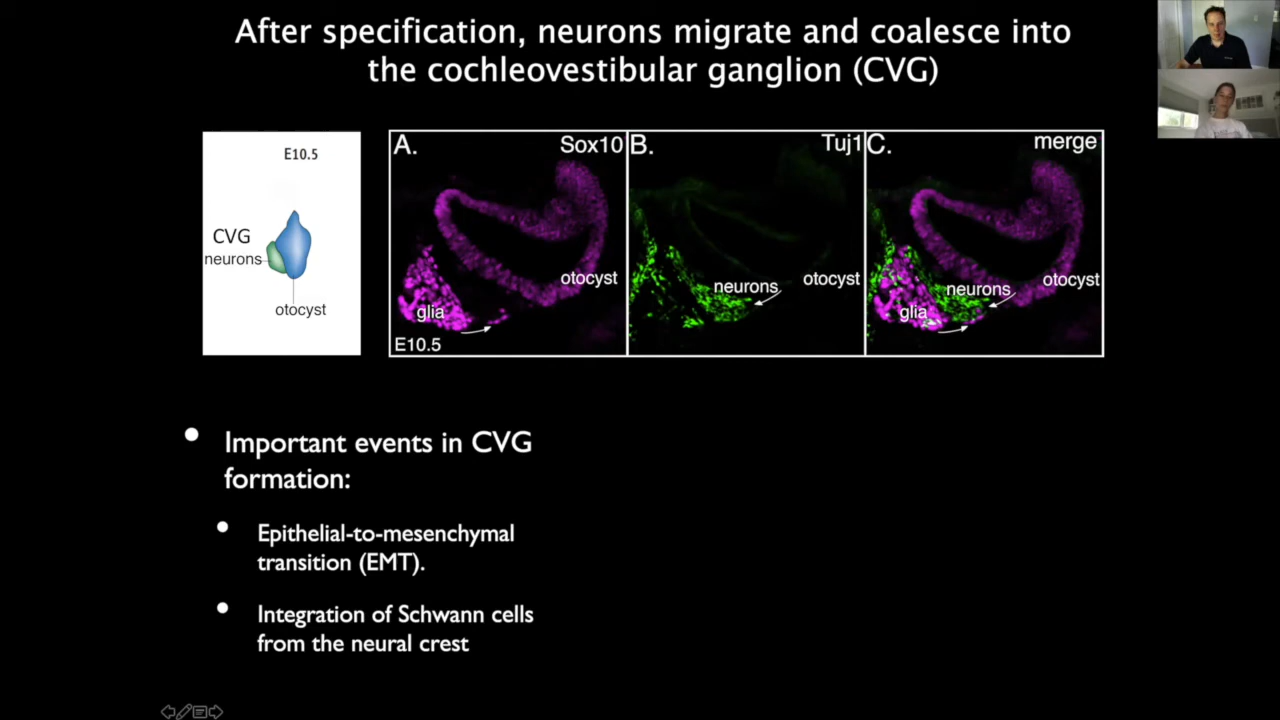 After specification, neurons migrate and coalesce into
the cochleovestibular ganglion (CVG)
E10.5
CVG
neurons
otocyst
A.
Sox10
otocyst
glia
E10.5
B.
Tuj1
neurons
otocyst
C.
merge
neurons
otocyst
glia
• Important events in CVG
formation:
• Epithelial-to-mesenchymal
transition (EMT).
• Integration of Schwann cells
from the neural crest